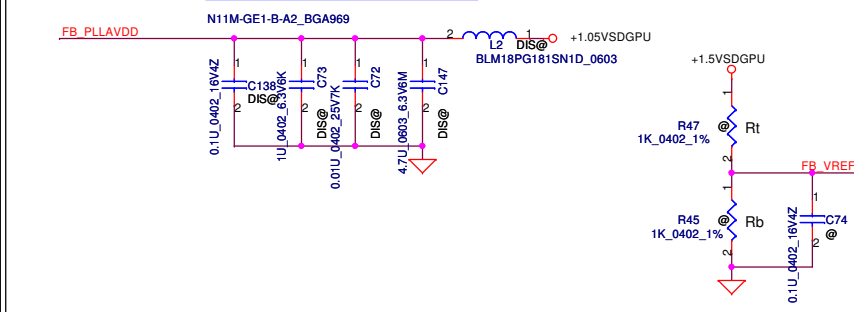 N11M-GE1-B-A2_BGA969
FB_PLLAVDD
2
1
+1.05VSDGPU
L2
DIS@
BLM18PG181SN1D_0603
0.1U_0402_16V4Z
1
C138
DIS@
2
1U_0402_6.3V6K
1
C73
2
DIS@
0.01U_0402_25V7K
1
C72
2
DIS@
4.7U_0603_6.3V6M
1
C147
2
DIS@
+1.5VSDGPU
1
R47
@
Rt
1K_0402_1%
2
FB_VREF
1
R45
@
Rb
1K_0402_1%
2
0.1U_0402_16V4Z
1
C74
@
2